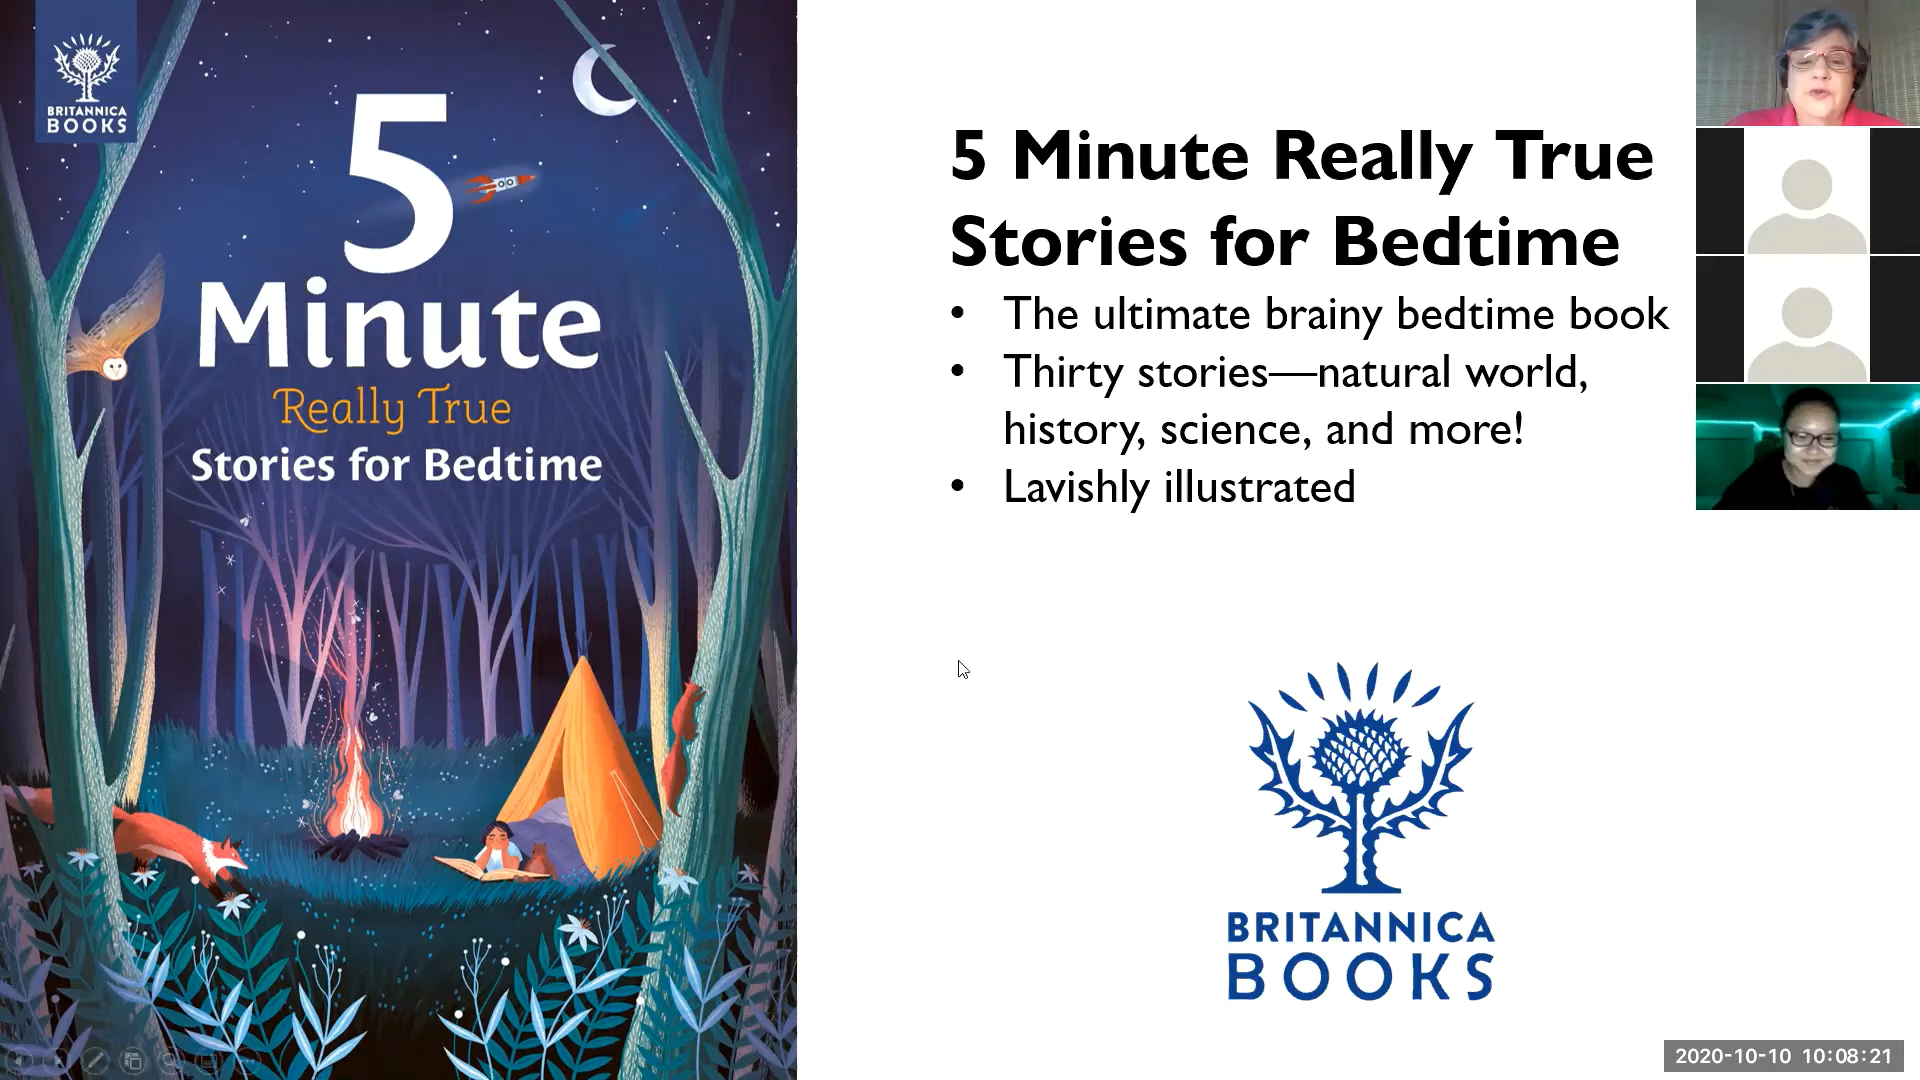 BRITANNICA
BOOKS
5
Minute
Really True
Stories for Bedtime
5 Minute Really True
Stories for Bedtime
• The ultimate brainy bedtime book
• Thirty stories—natural world,
history, science, and more!
• Lavishly illustrated
BRITANNICA
BOOKS
2020-10-10 10:08:21